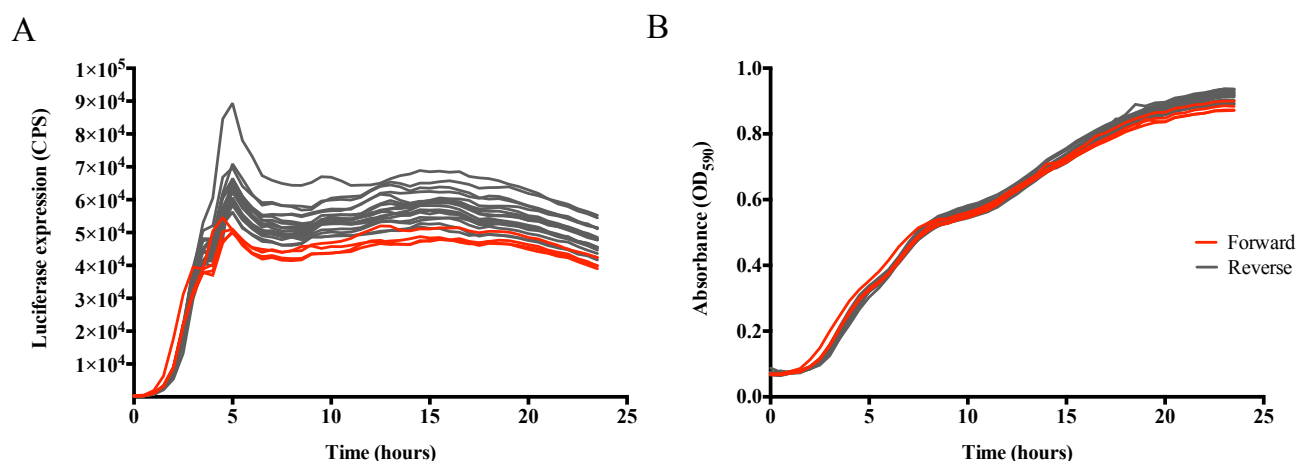 A
Luciferase expression (CPS)
1×10⁵
9×10⁴
8×10⁴
7×10⁴
6×10⁴
5×10⁴
4×10⁴
3×10⁴
2×10⁴
1×10⁴
0 5 10 15 20 25
Time (hours)
B
Absorbance (OD₅₉₀)
1.0
0.8
0.6
0.4
0.2
0.0
0 5 10 15 20 25
Time (hours)
Forward
Reverse